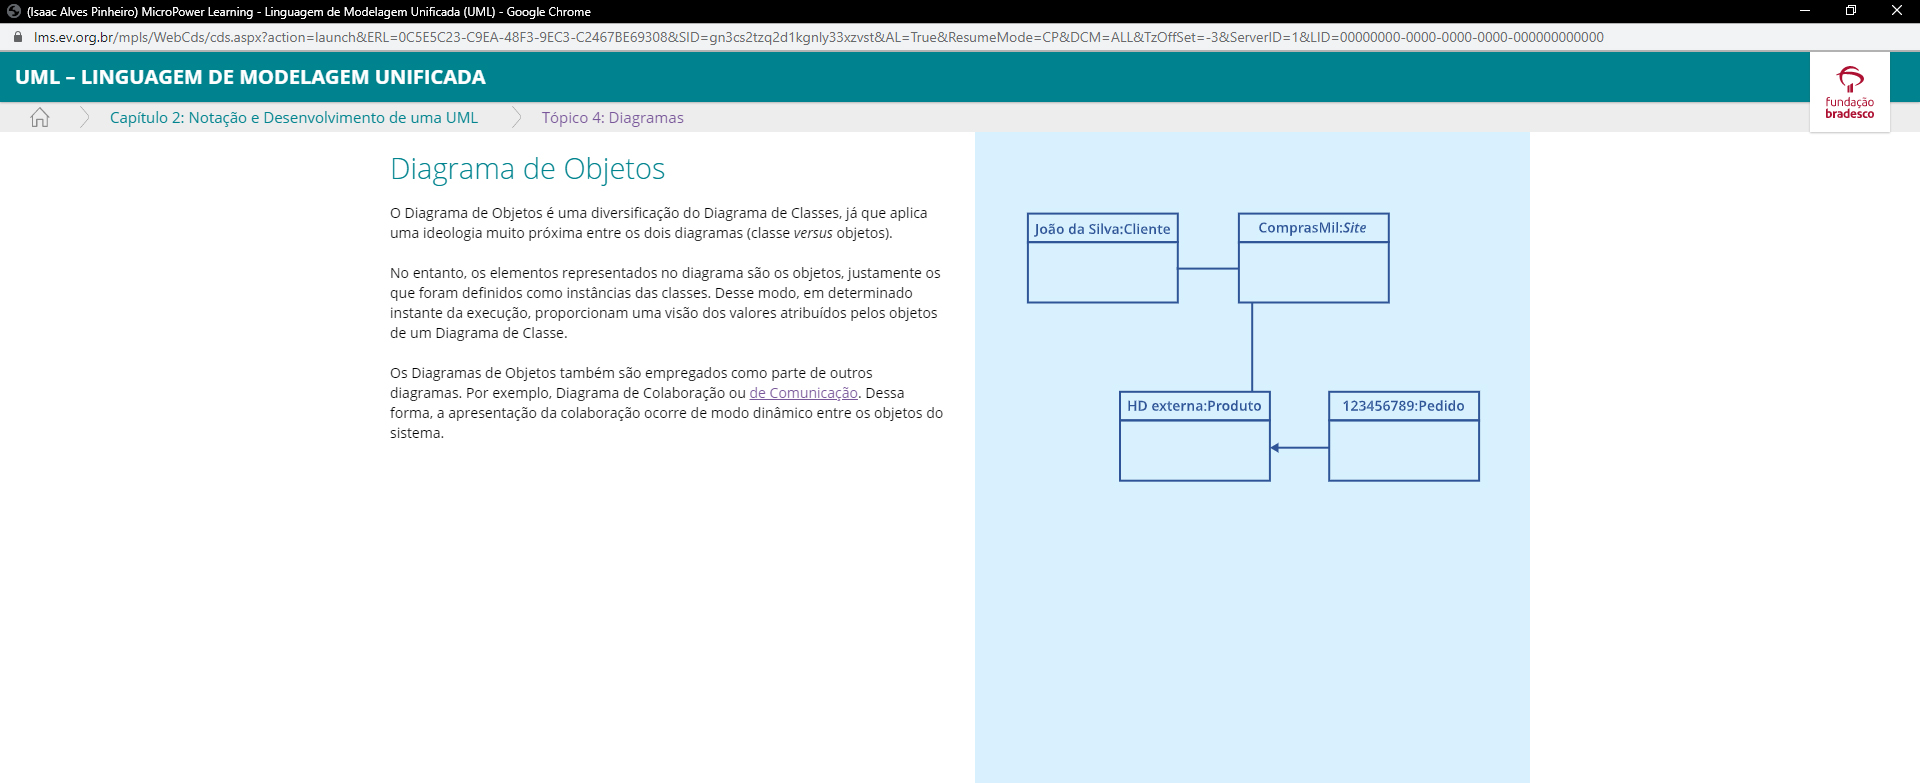 (Isaac Alves Pinheiro) MicroPower Learning - Linguagem de Modelagem Unificada (UML) - Google Chrome
lms.ev.org.br/mpls/WebCds/cds.aspx?action=launch&ERL=0C5E5C23-C9EA-48F3-9EC3-C2467BE69308&SID=gn3cs2tzq2d1kgnly33xzvst&AL=True&ResumeMode=CP&DCM=ALL&TzOffSet=-3&ServerID=1&LID=00000000-0000-0000-0000-000000000000
UML – LINGUAGEM DE MODELAGEM UNIFICADA
fundação
bradesco
Capítulo 2: Notação e Desenvolvimento de uma UML
Tópico 4: Diagramas
Diagrama de Objetos
O Diagrama de Objetos é uma diversificação do Diagrama de Classes, já que aplica
uma ideologia muito próxima entre os dois diagramas (classe versus objetos).
No entanto, os elementos representados no diagrama são os objetos, justamente os
que foram definidos como instâncias das classes. Desse modo, em determinado
instante da execução, proporcionam uma visão dos valores atribuídos pelos objetos
de um Diagrama de Classe.
Os Diagramas de Objetos também são empregados como parte de outros
diagramas. Por exemplo, Diagrama de Colaboração ou de Comunicação. Dessa
forma, a apresentação da colaboração ocorre de modo dinâmico entre os objetos do
sistema.
João da Silva:Cliente
ComprasMil:Site
HD externa:Produto
123456789:Pedido